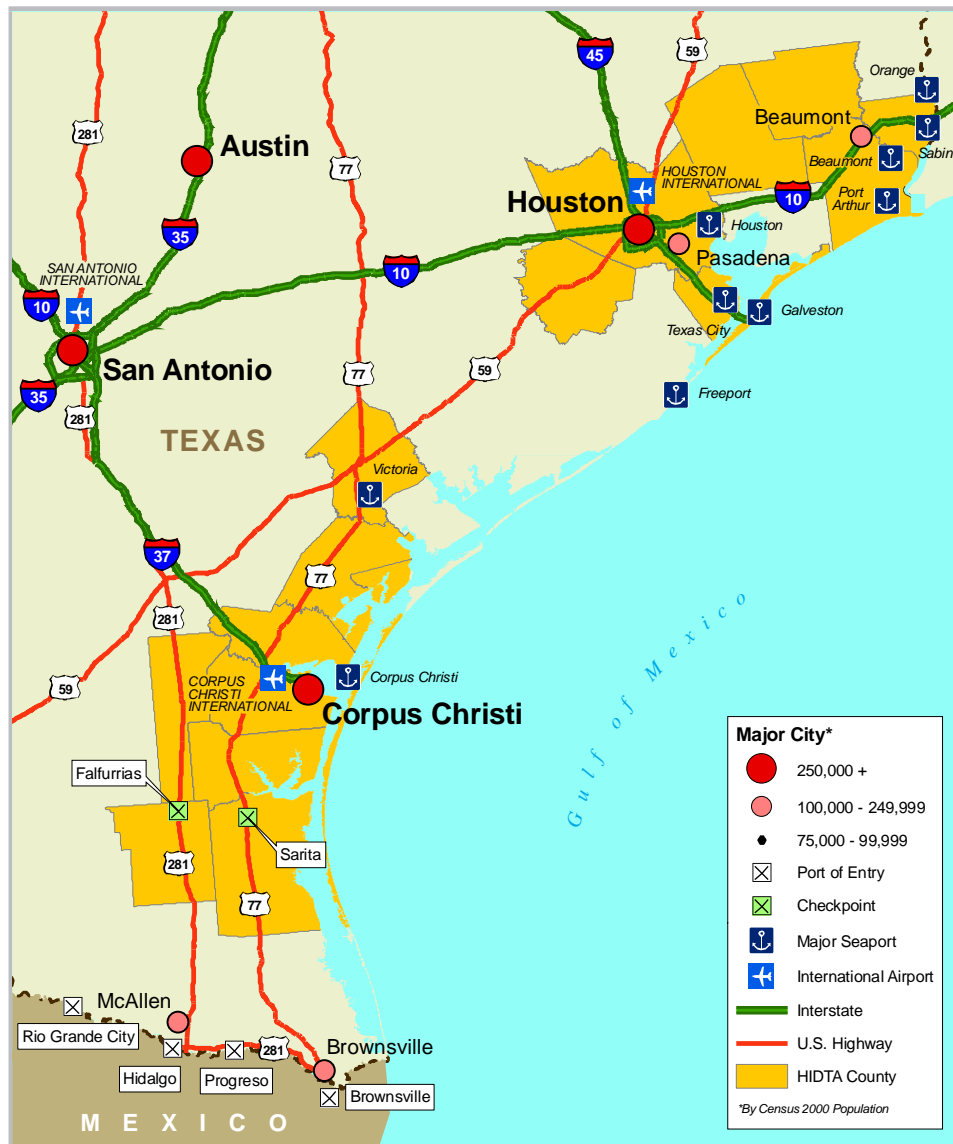 45
59
Orange
Beaumont
281
Austin
77
HOUSTON
INTERNATIONAL
Beaumont
Sabin
Port
Arthur
Houston
10
35
Houston
Pasadena
SAN ANTONIO
INTERNATIONAL
10
10
Texas City
Galveston
San Antonio
77
59
35
281
Freeport
TEXAS
Victoria
37
77
281
Gulf of Mexico
59
CORPUS
CHRISTI
INTERNATIONAL
Corpus Christi
Corpus Christi
Falfurrias
Sarita
281
77
McAllen
Rio Grande City
Brownsville
281
Hidalgo
Progreso
Brownsville
MEXICO
Major City*
250,000 +
100,000 - 249,999
75,000 - 99,999
Port of Entry
Checkpoint
Major Seaport
International Airport
Interstate
U.S. Highway
HIDTA County
*By Census 2000 Population